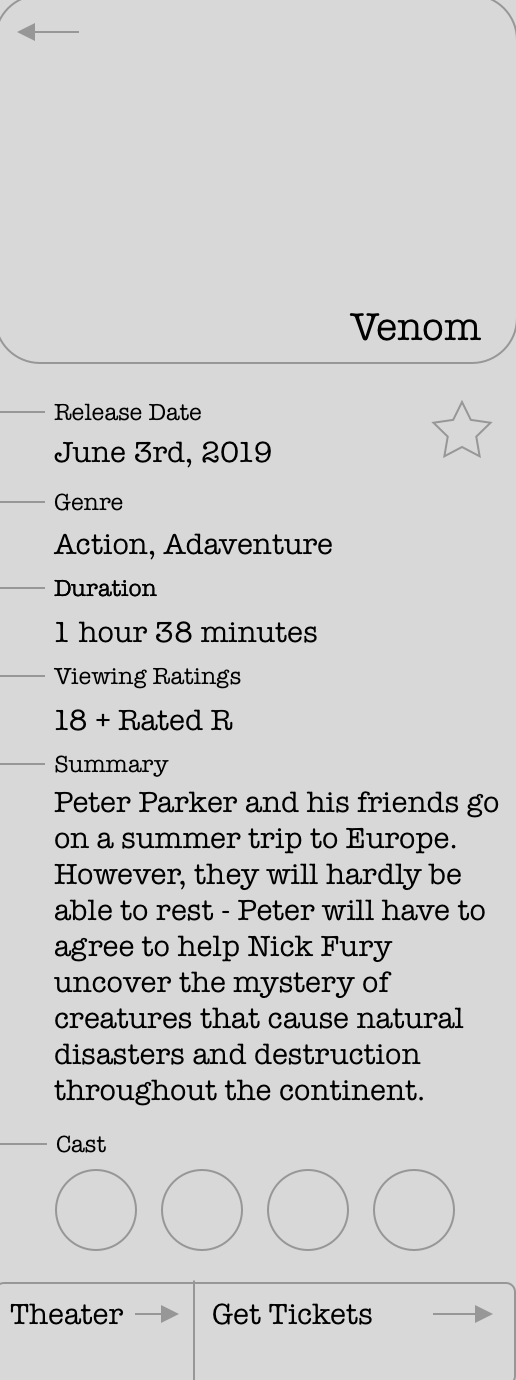 Venom
Release Date
June 3rd, 2019
Genre
Action, Adaventure
Duration
1 hour 38 minutes
Viewing Ratings
18 + Rated R
Summary
Peter Parker and his friends go
on a summer trip to Europe.
However, they will hardly be
able to rest - Peter will have to
agree to help Nick Fury
uncover the mystery of
creatures that cause natural
disasters and destruction
throughout the continent.
Cast
Theater
Get Tickets